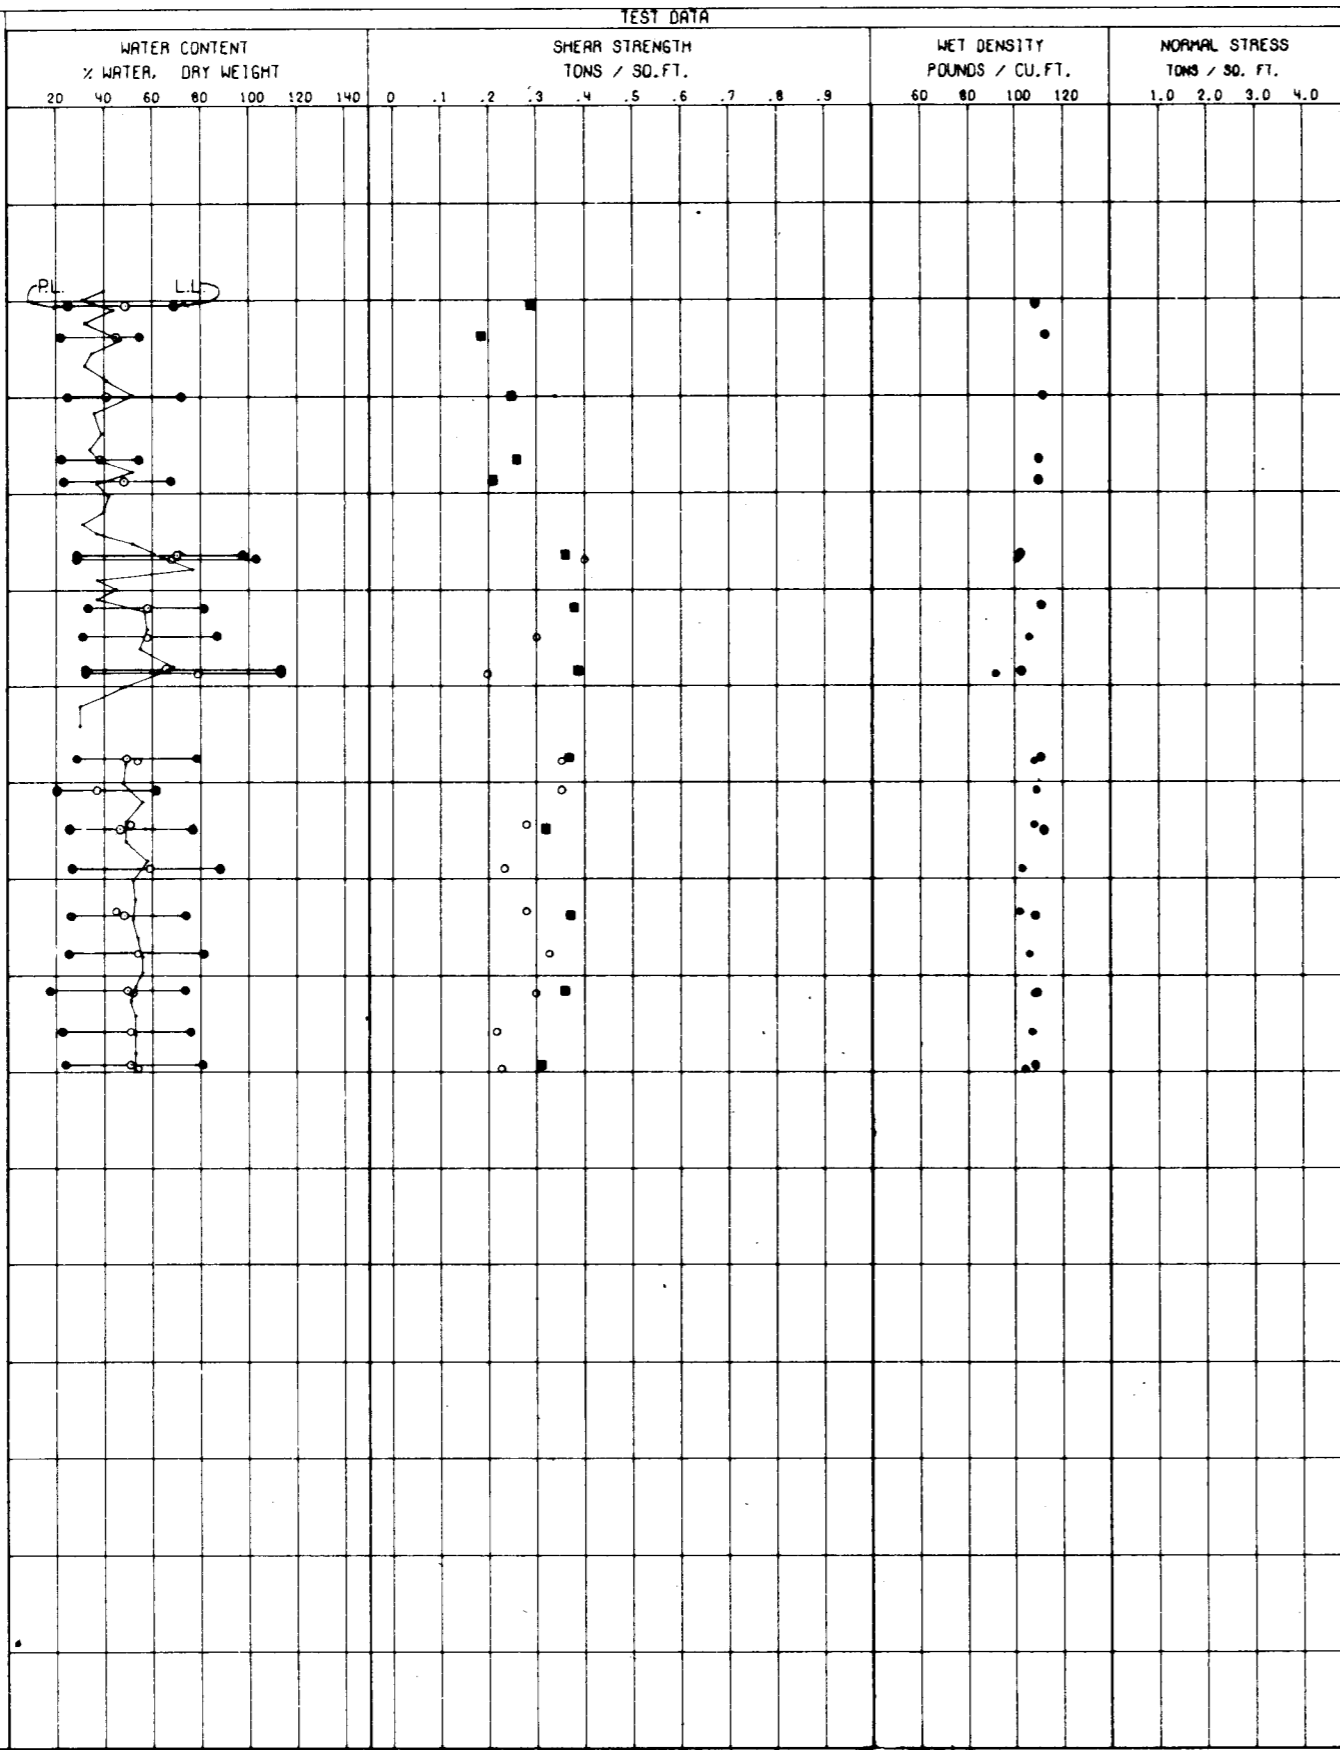 TEST DATA
WATER CONTENT SHEAR STRENGTH WET DENSITY NORMAL STRESS
% WATER, DRY WEIGHT TONS / SQ.FT. POUNDS / CU.FT. TONS / SQ. FT.
20 40 60 80 100 120 140 0 .1 .2 .3 .4 .5 .6 .7 .8 .9 60 80 100 120 1.0 2.0 3.0 4.0
P.L. L.L.